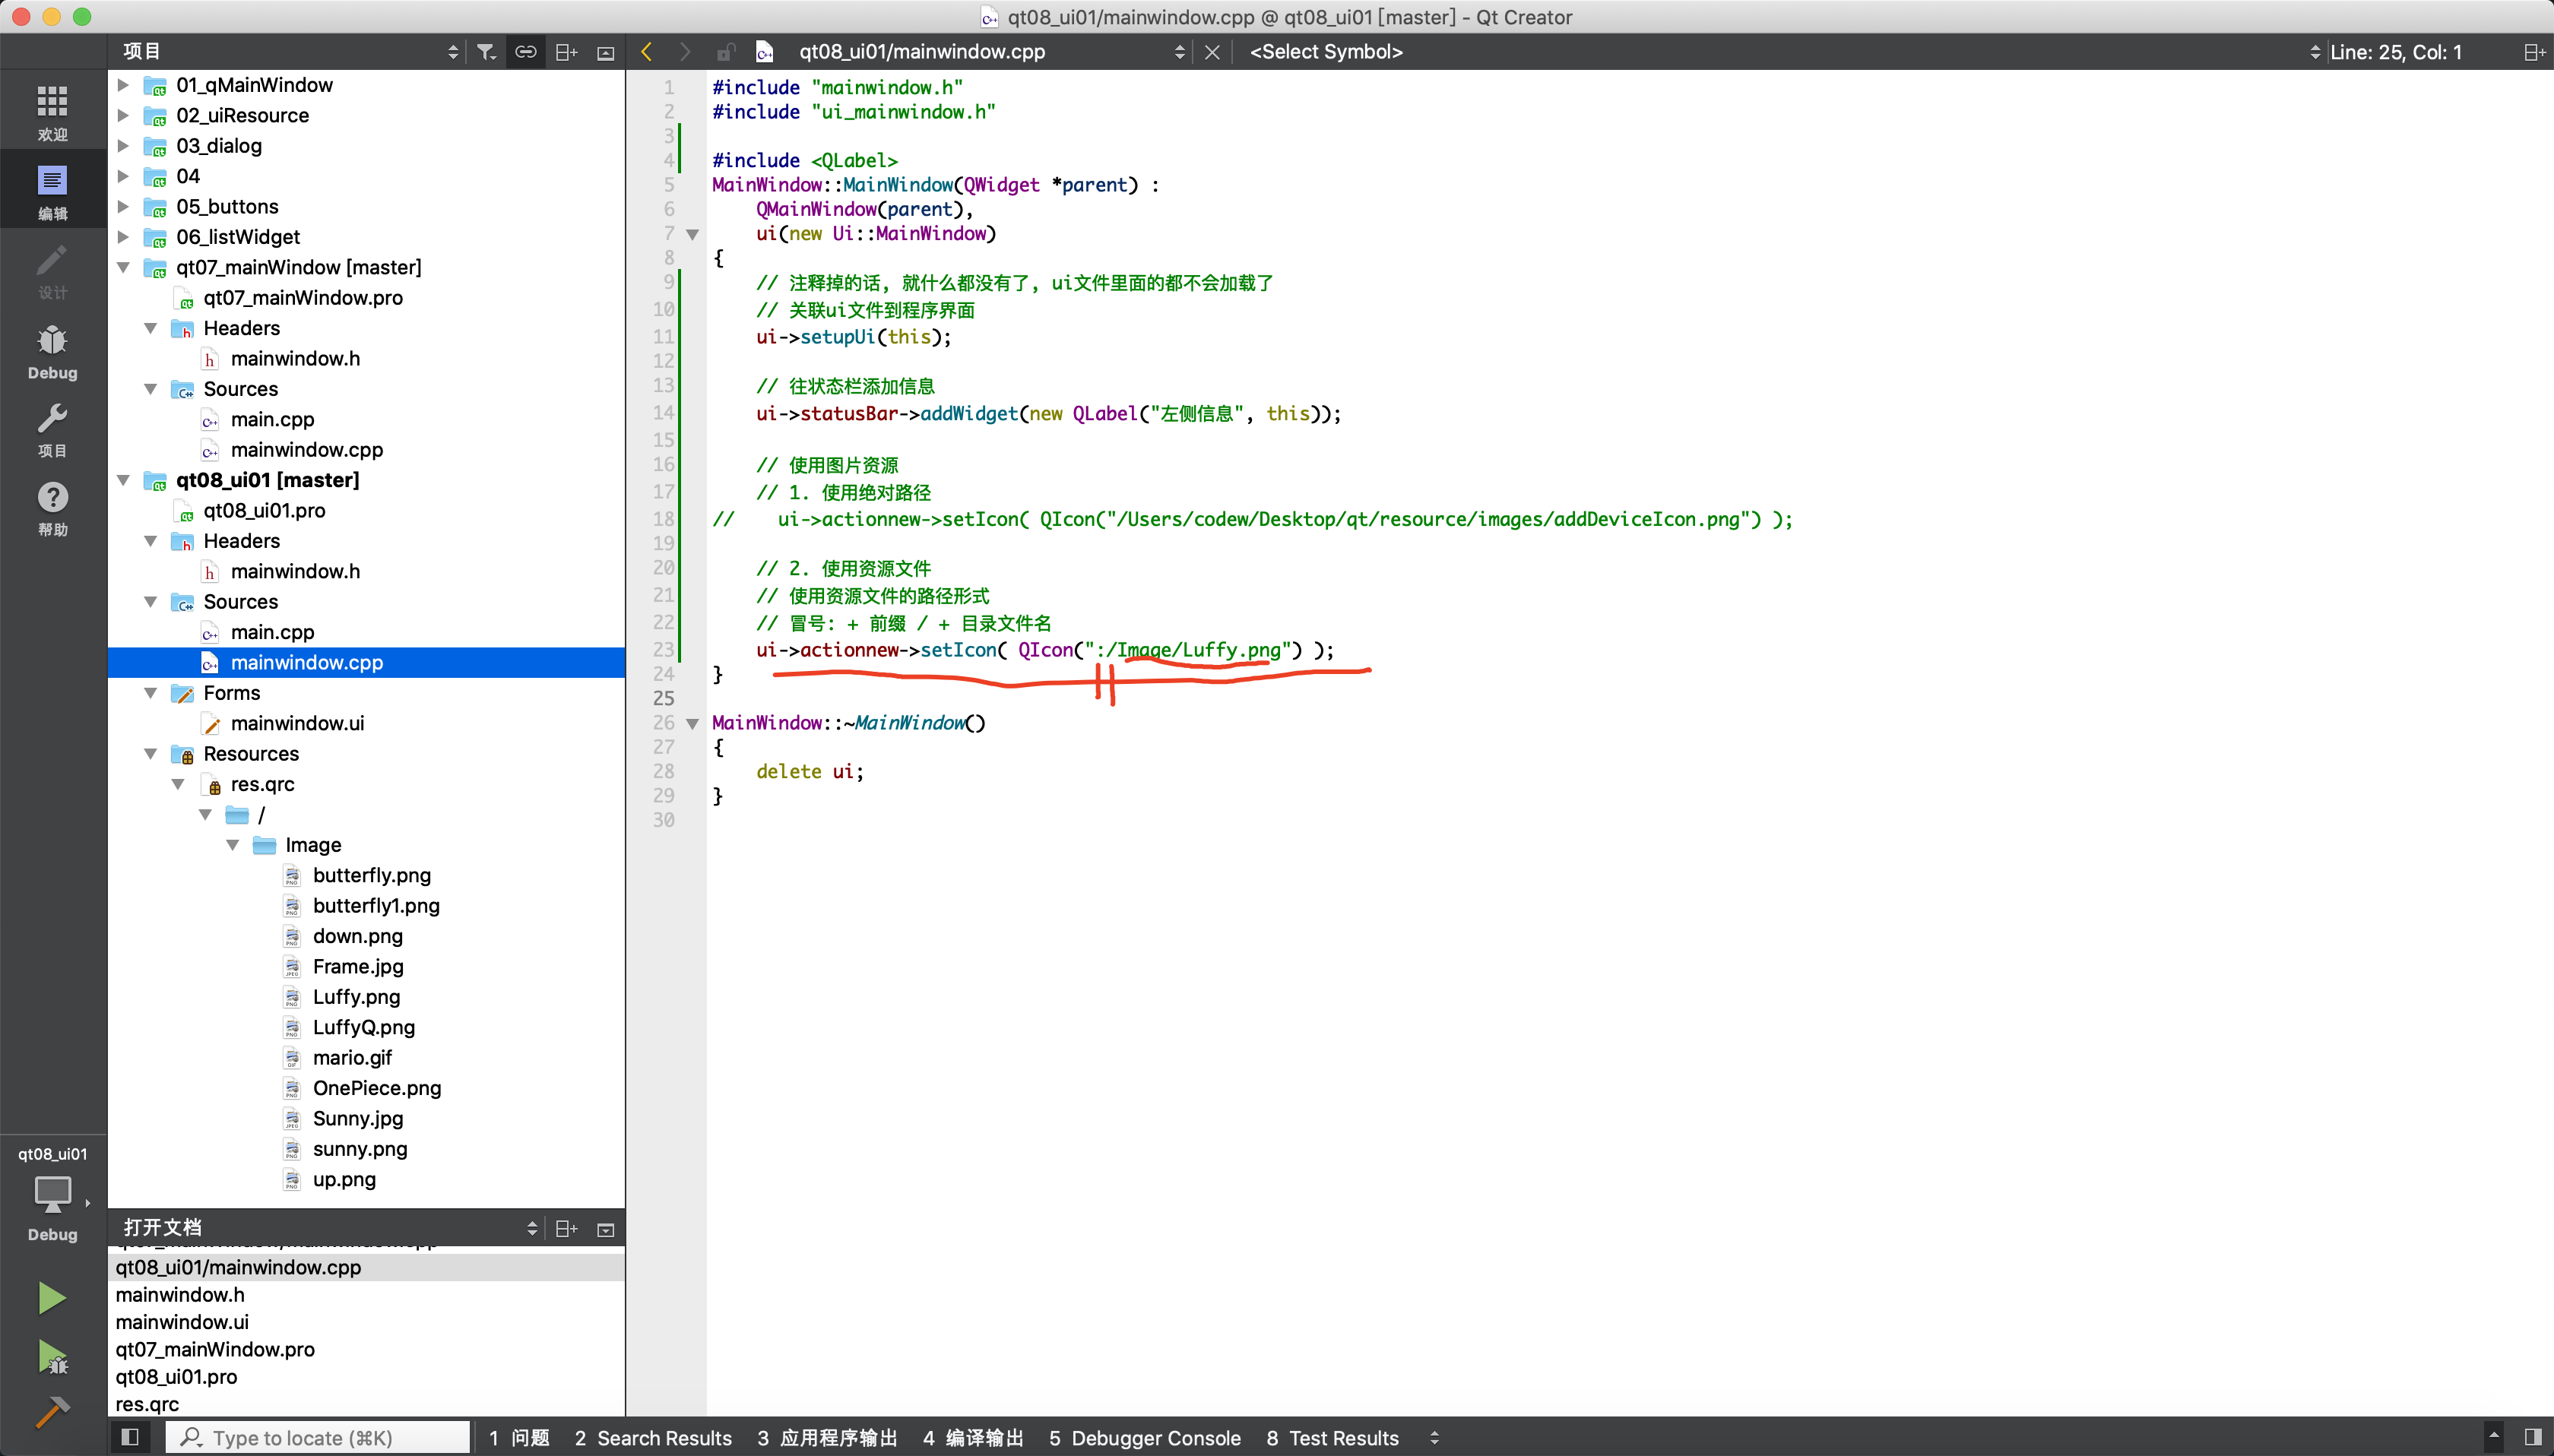 qt08_ui01/mainwindow.cpp @ qt08_ui01 [master] - Qt Creator
项目
qt08_ui01/mainwindow.cpp
<Select Symbol>
Line: 25, Col: 1
欢迎
编辑
设计
Debug
项目
帮助
qt08_ui01
Debug
01_qMainWindow
02_uiResource
03_dialog
04
05_buttons
06_listWidget
qt07_mainWindow [master]
qt07_mainWindow.pro
Headers
mainwindow.h
Sources
main.cpp
mainwindow.cpp
qt08_ui01 [master]
qt08_ui01.pro
Headers
mainwindow.h
Sources
main.cpp
mainwindow.cpp
Forms
mainwindow.ui
Resources
res.qrc
/
Image
butterfly.png
butterfly1.png
down.png
Frame.jpg
Luffy.png
LuffyQ.png
mario.gif
OnePiece.png
Sunny.jpg
sunny.png
up.png
打开文档
qt08_ui01/mainwindow.cpp
mainwindow.h
mainwindow.ui
qt07_mainWindow.pro
qt08_ui01.pro
res.qrc
1 #include "mainwindow.h"
2 #include "ui_mainwindow.h"
3
4 #include <QLabel>
5 MainWindow::MainWindow(QWidget *parent) :
6     QMainWindow(parent),
7     ui(new Ui::MainWindow)
8 {
9     // 注释掉的话, 就什么都没有了, ui文件里面的都不会加载了
10     // 关联ui文件到程序界面
11     ui->setupUi(this);
12
13     // 往状态栏添加信息
14     ui->statusBar->addWidget(new QLabel("左侧信息", this));
15
16     // 使用图片资源
17     // 1. 使用绝对路径
18 //    ui->actionnew->setIcon( QIcon("/Users/codew/Desktop/qt/resource/images/addDeviceIcon.png") );
19
20     // 2. 使用资源文件
21     // 使用资源文件的路径形式
22     // 冒号: + 前缀 / + 目录文件名
23     ui->actionnew->setIcon( QIcon(":/Image/Luffy.png") );
24 }
25
26 MainWindow::~MainWindow()
27 {
28     delete ui;
29 }
30
Type to locate (⌘K)
1 问题
2 Search Results
3 应用程序输出
4 编译输出
5 Debugger Console
8 Test Results